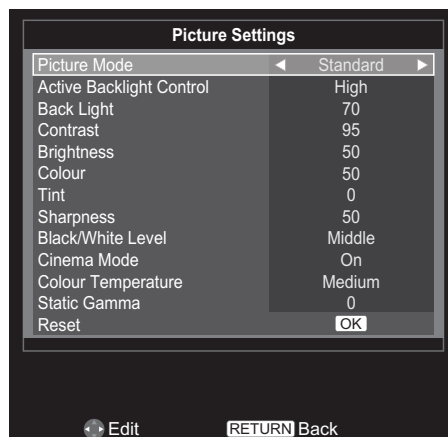 Picture Settings
Picture Mode Standard
Active Backlight Control High
Back Light 70
Contrast 95
Brightness 50
Colour 50
Tint 0
Sharpness 50
Black/White Level Middle
Cinema Mode On
Colour Temperature Medium
Static Gamma 0
Reset OK
Edit RETURN Back